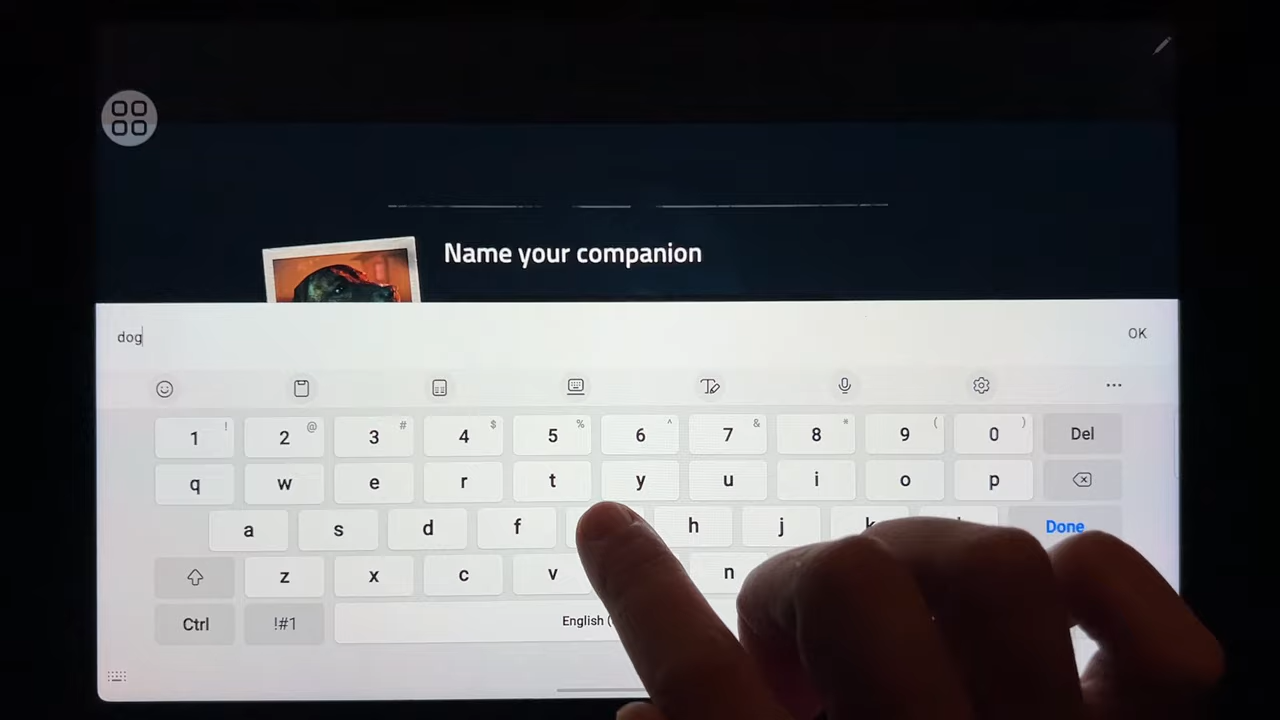 Name your companion
dog
OK
1 ! 2 @ 3 # 4 $ 5 % 6 ^ 7 & 8 * 9 ( 0 ) Del
q w e r t y u i o p
a s d f h j Done
z x c v n
Ctrl !#1 English (